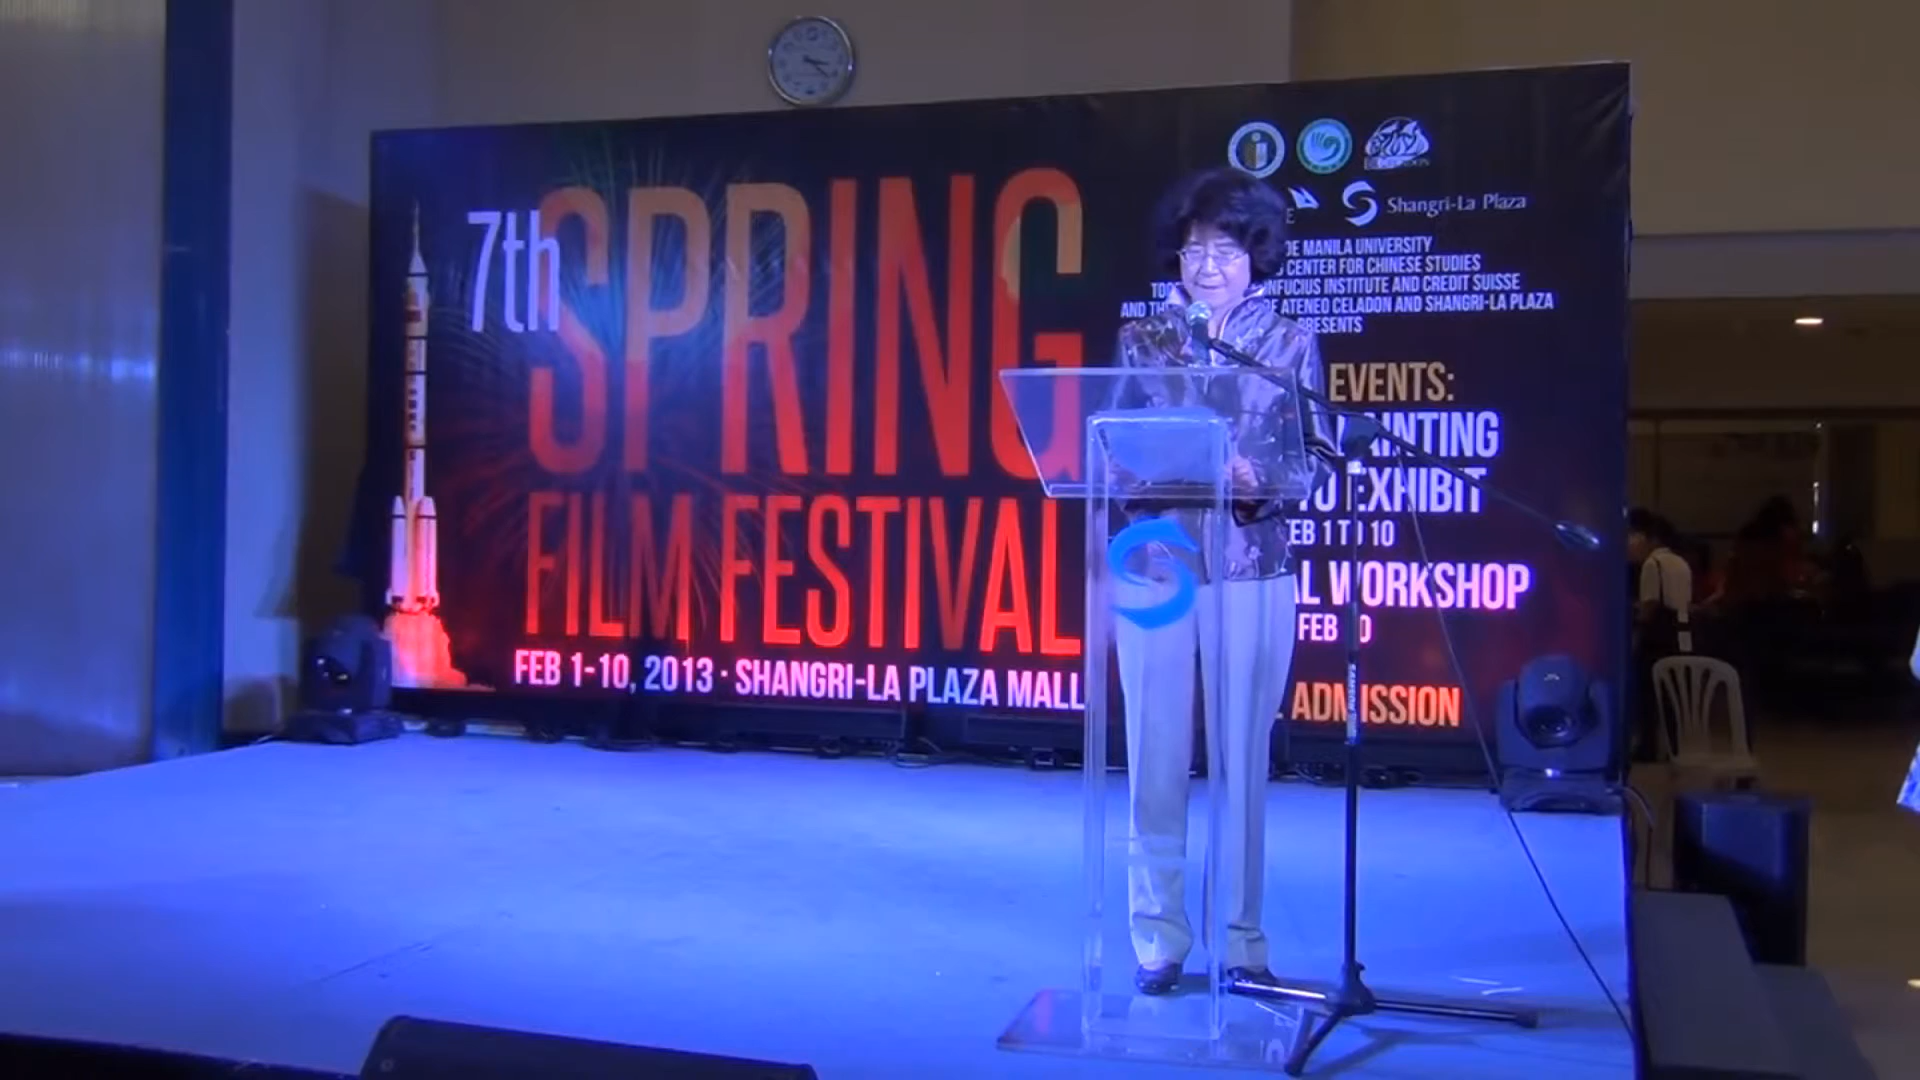 7th
SPRING
FILM FESTIVAL
FEB 1-10, 2013 · SHANGRI-LA PLAZA MALL
Shangri-La Plaza
MANILA UNIVERSITY
CENTER FOR CHINESE STUDIES
INSTITUTE AND CREDIT SUISSE
AND ATENEO CELADON AND SHANGRI-LA PLAZA
PRESENTS
EVENTS:
EXHIBIT
1 TO 10
WORKSHOP
FEB
ADMISSION